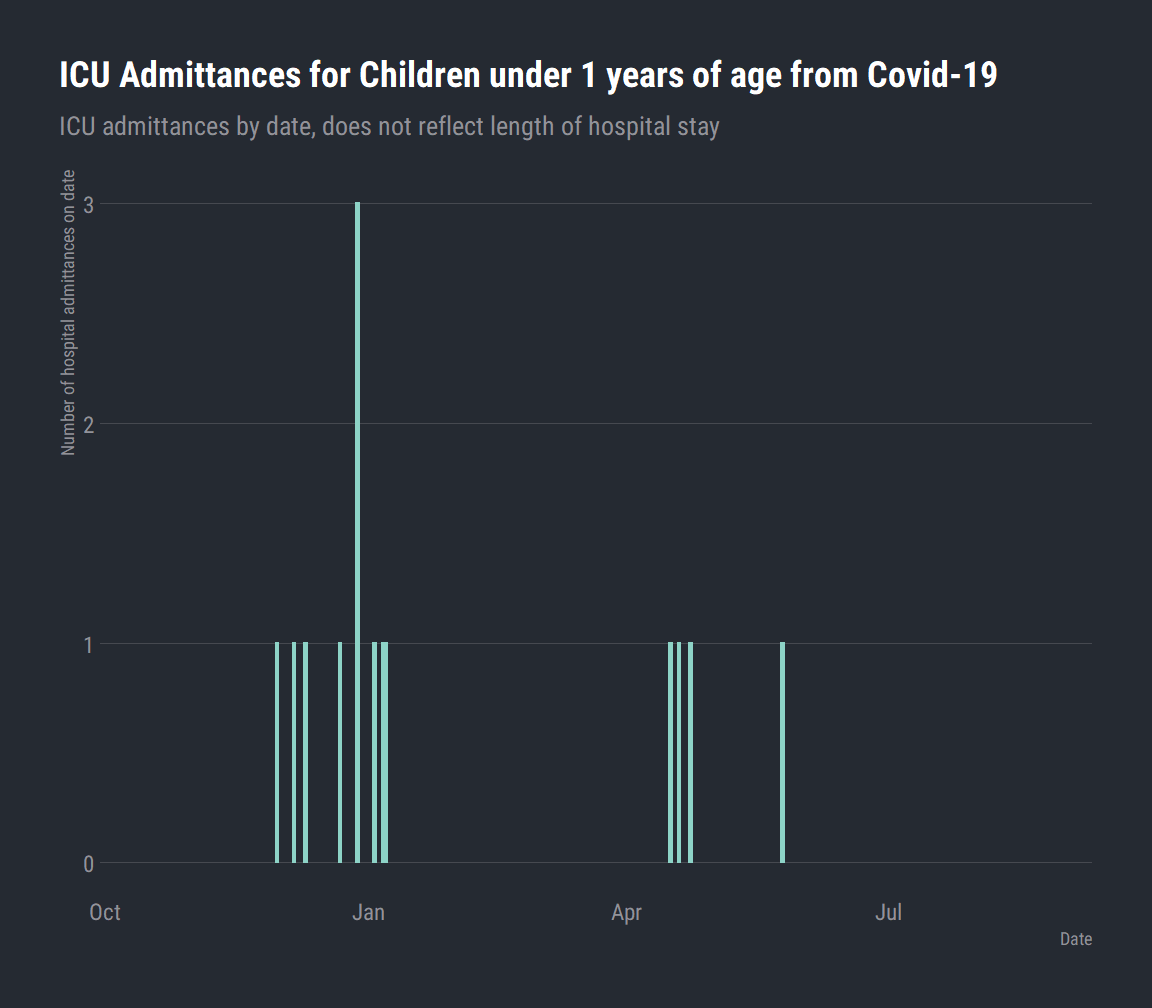 ICU Admittances for Children under 1 years of age from Covid-19
ICU admittances by date, does not reflect length of hospital stay
Number of hospital admittances on date
3
2
1
0
Oct Jan Apr Jul
Date